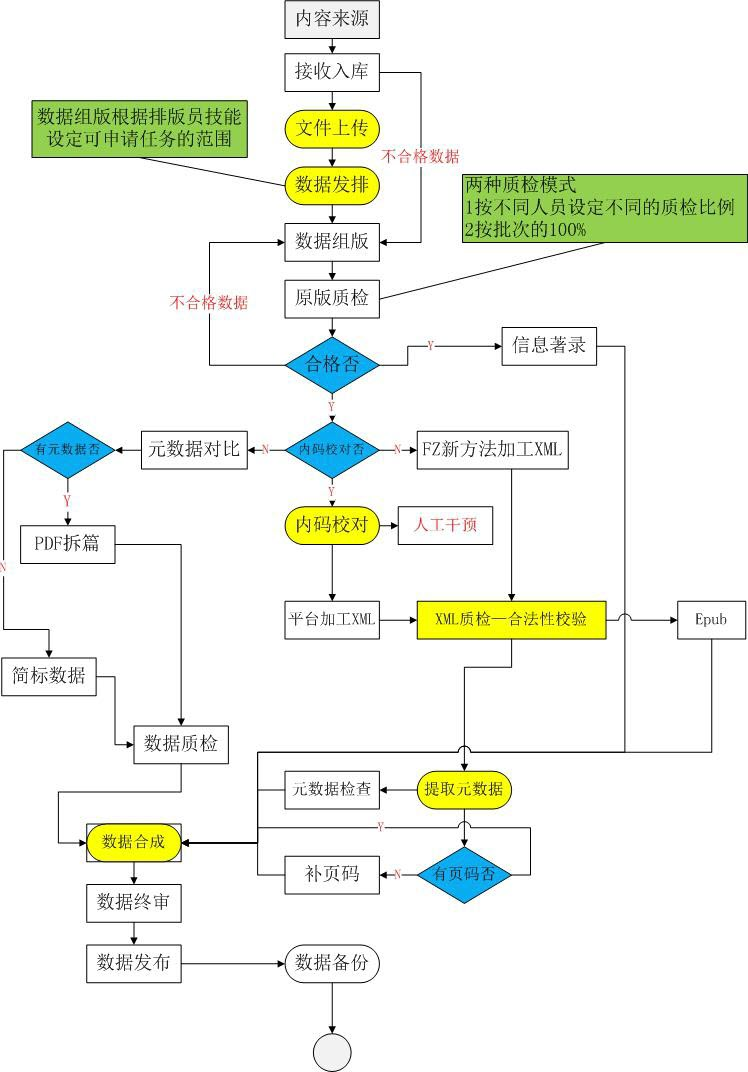 内容来源
接收入库
数据组版根据排版员技能
设定可申请任务的范围
文件上传
不合格数据
数据发排
两种质检模式
1按不同人员设定不同的质检比例
2按批次的100%
数据组版
原版质检
不合格数据
合格否
Y
信息著录
Y
有元数据否
元数据对比
N
内码校对否
N
FZ新方法加工XML
Y
Y
内码校对
人工干预
PDF拆篇
N
平台加工XML
XML质检—合法性校验
Epub
简标数据
数据质检
元数据检查
提取元数据
Y
数据合成
补页码
N
有页码否
数据终审
数据发布
数据备份